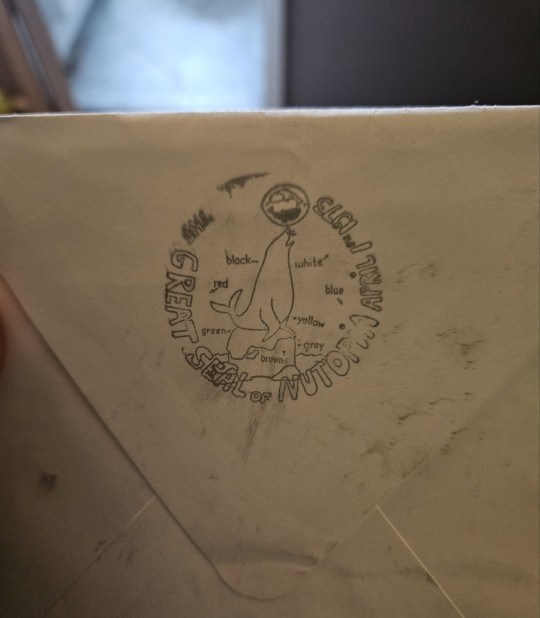 GREAT SEAL OF NUTOPIA APRIL 1ST 1973
black
white
red
blue
yellow
green
gray
brown